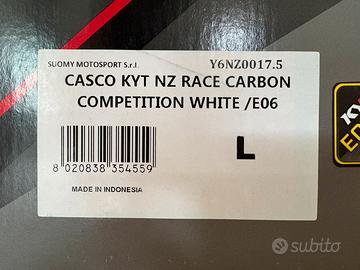 SUOMY MOTOSPORT S.r.l.
Y6NZ0017.5
CASCO KYT NZ RACE CARBON
COMPETITION WHITE /E06
L
8 020838 354559
MADE IN INDONESIA
subito